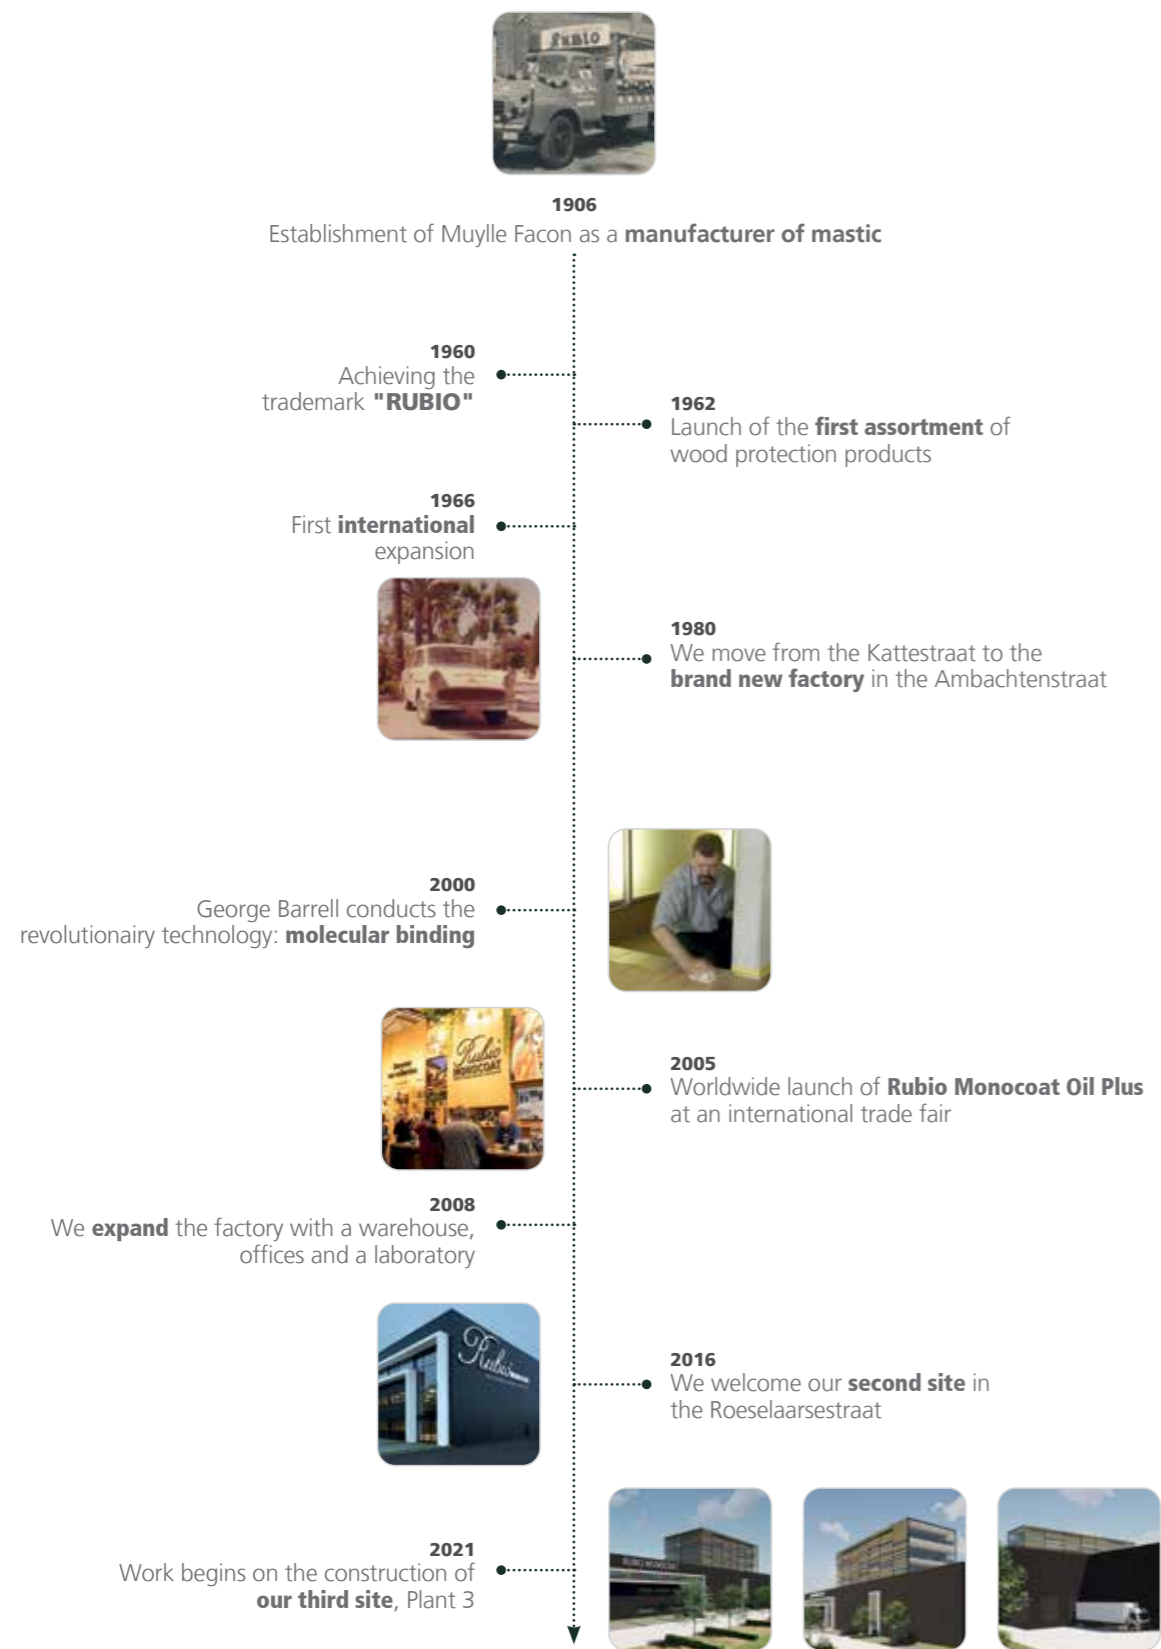 RUBIO
1906
Establishment of Muylle Facon as a manufacturer of mastic
1960
Achieving the
trademark "RUBIO"
1962
Launch of the first assortment of
wood protection products
1966
First international
expansion
1980
We move from the Kattestraat to the
brand new factory in the Ambachtenstraat
2000
George Barrell conducts the
revolutionairy technology: molecular binding
Rubio
MONOCOAT
2005
Worldwide launch of Rubio Monocoat Oil Plus
at an international trade fair
2008
We expand the factory with a warehouse,
offices and a laboratory
Rubio
2016
We welcome our second site in
the Roeselaarsestraat
RUBIO MONOCOAT
2021
Work begins on the construction of
our third site, Plant 3